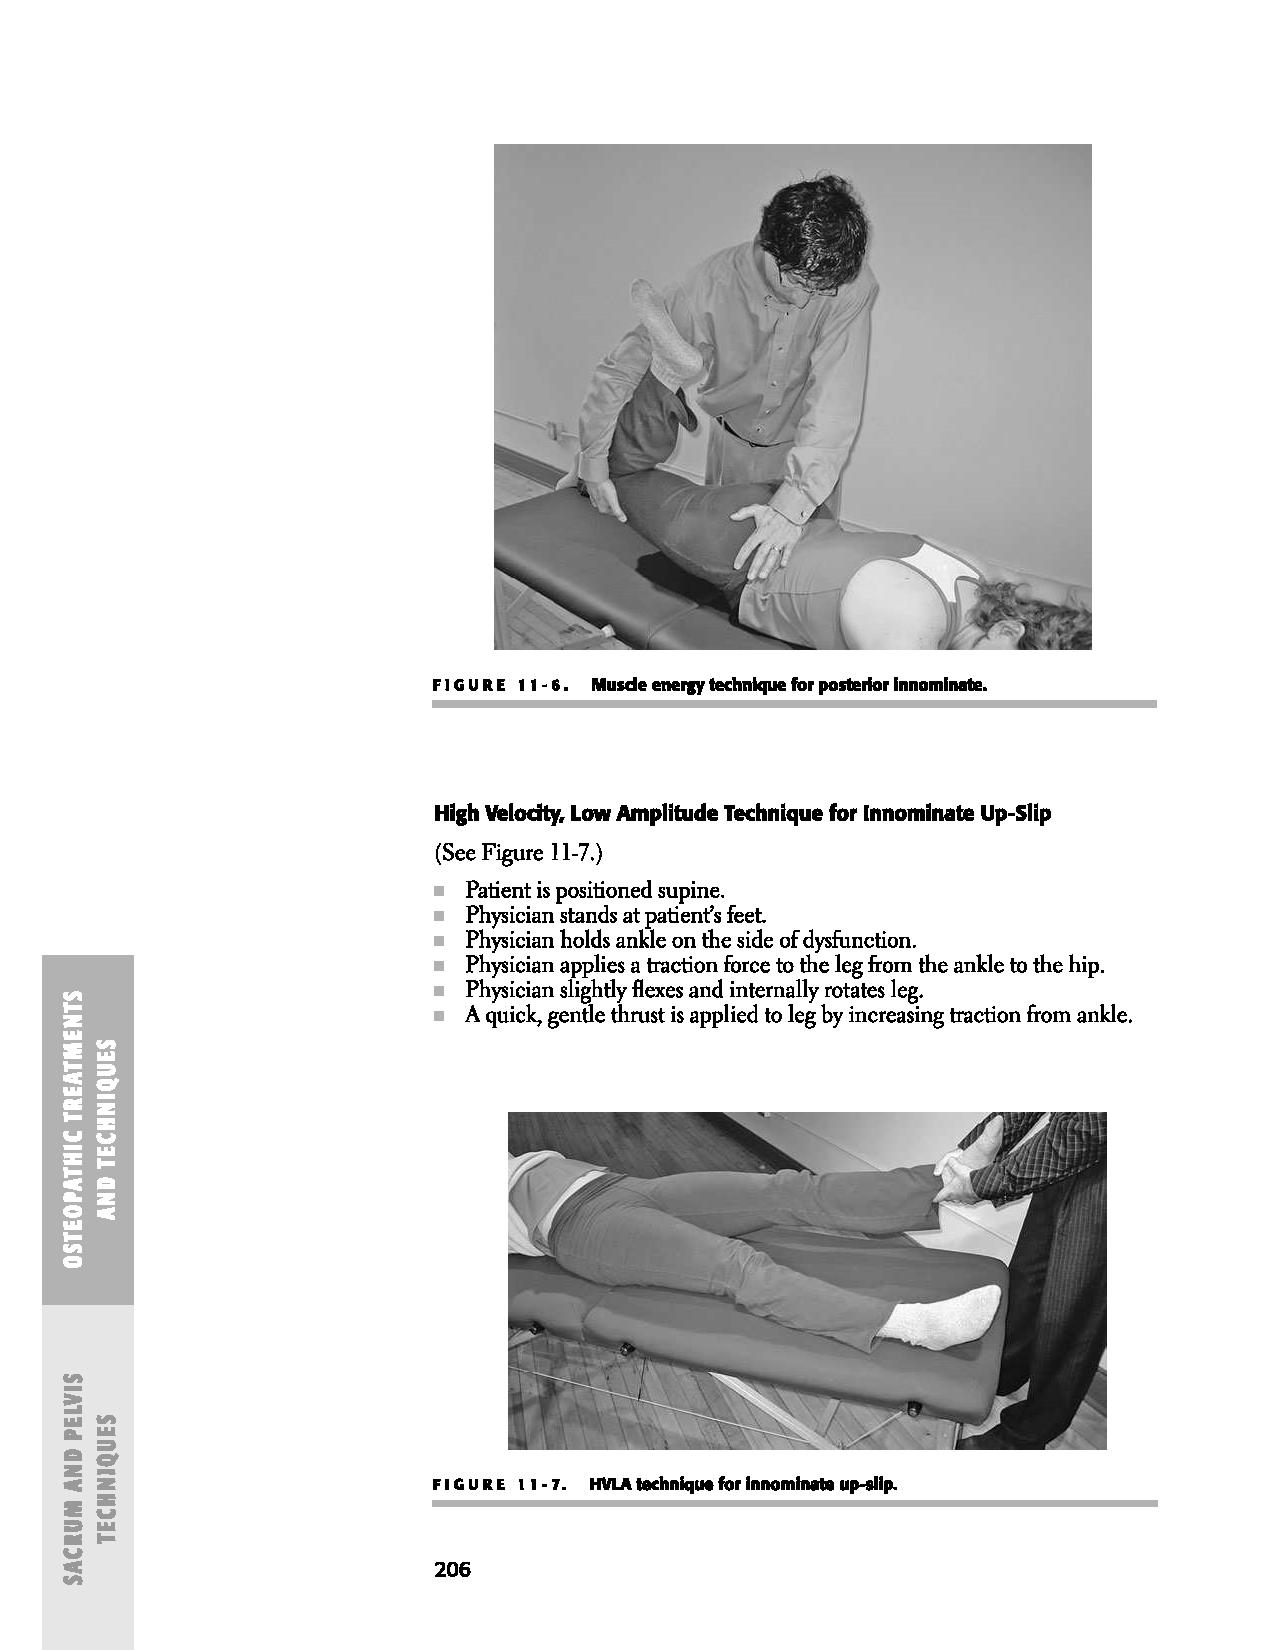 FIGURE 11-6. Muscle energy technique for posterior innominate.
High Velocity, Low Amplitude Technique for Innominate Up-Slip
(See Figure 11-7.)
■ Patient is positioned supine.
■ Physician stands at patient's feet.
■ Physician holds ankle on the side of dysfunction.
■ Physician applies a traction force to the leg from the ankle to the hip.
■ Physician slightly flexes and internally rotates leg.
■ A quick, gentle thrust is applied to leg by increasing traction from ankle.
OSTEOPATHIC TREATMENTS
AND TECHNIQUES
SACRUM AND PELVIS
TECHNIQUES
FIGURE 11-7. HVLA technique for innominate up-slip.
206